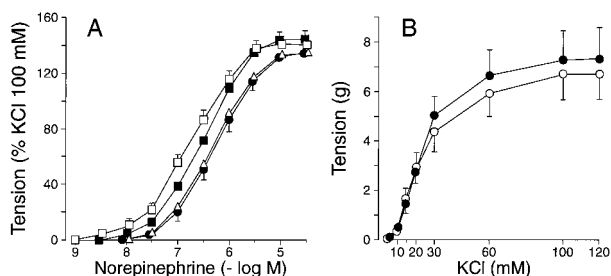 A
Tension (% KCl 100 mM)
160
120
80
40
0
9 8 7 6 5
Norepinephrine (- log M)
B
Tension (g)
8
6
4
2
0
10 20 30 60 100 120
KCl (mM)